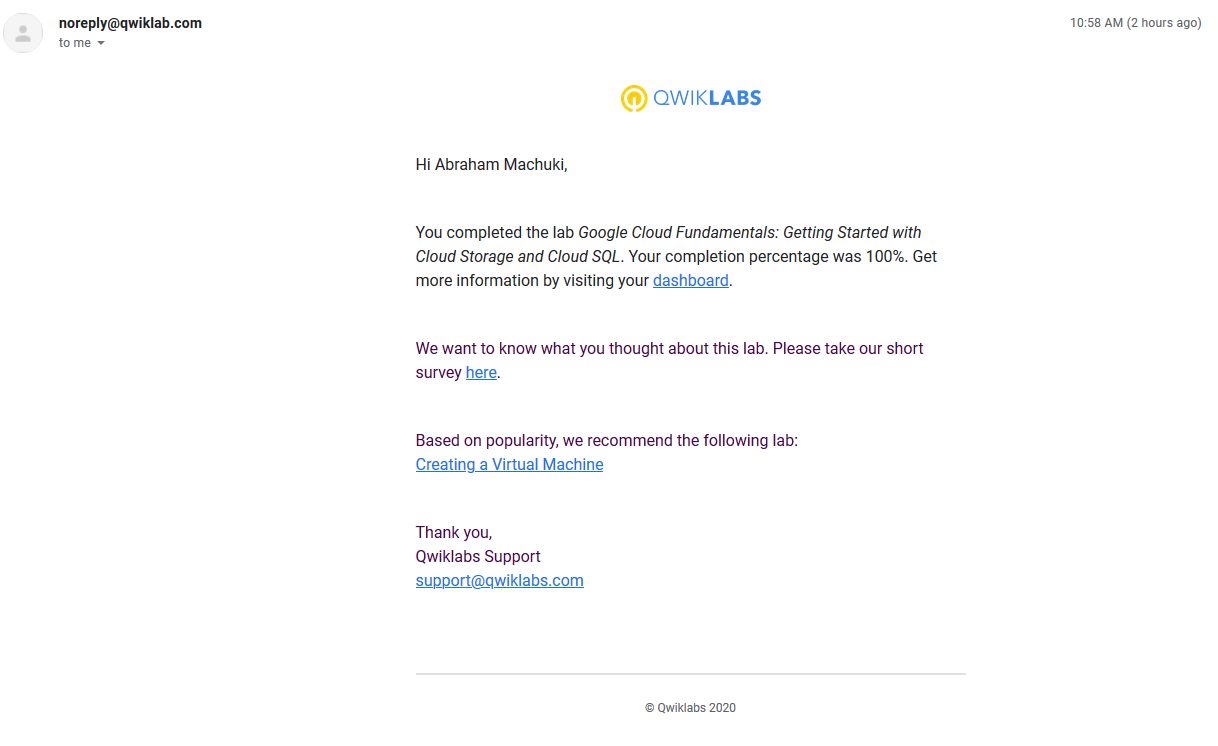 noreply@qwiklab.com
10:58 AM (2 hours ago)
to me
QWIKLABS
Hi Abraham Machuki,
You completed the lab Google Cloud Fundamentals: Getting Started with
Cloud Storage and Cloud SQL. Your completion percentage was 100%. Get
more information by visiting your dashboard.
We want to know what you thought about this lab. Please take our short
survey here.
Based on popularity, we recommend the following lab:
Creating a Virtual Machine
Thank you,
Qwiklabs Support
support@qwiklabs.com
© Qwiklabs 2020